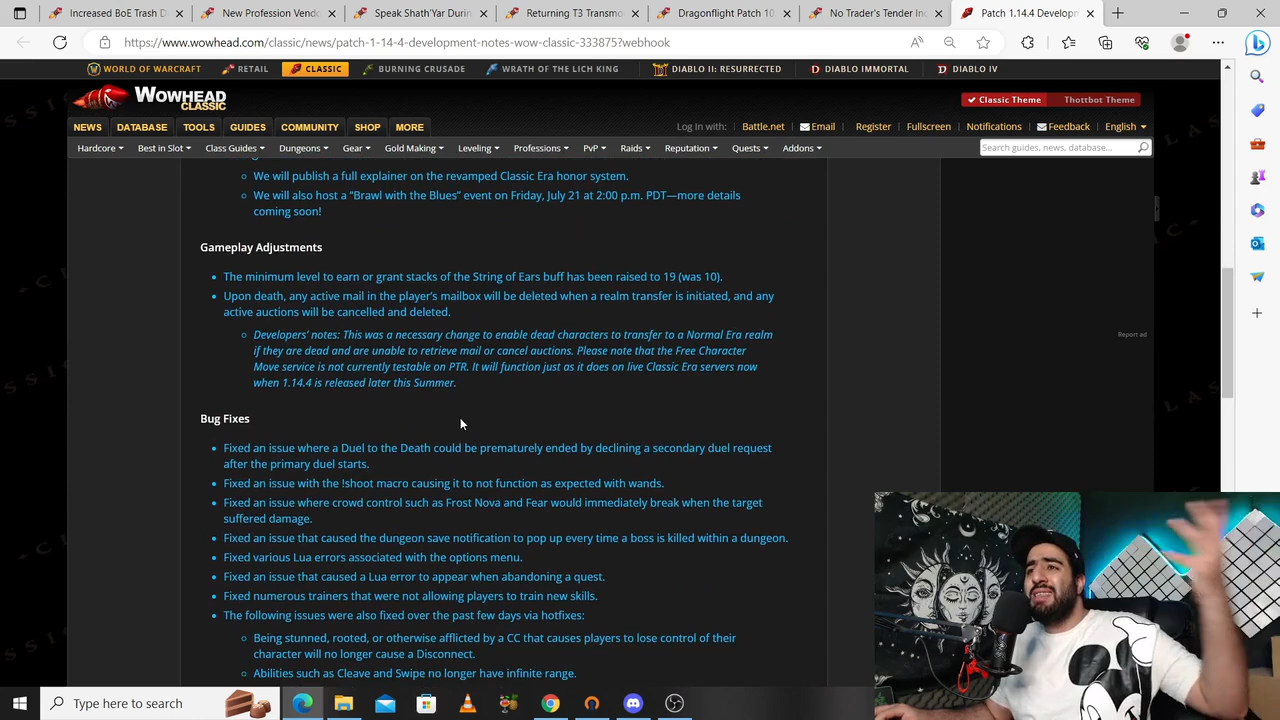 Increased BoE Trash D
New Profession Vend
Speak Shath'Yar Durin
Returning T3 Transmo
Dragonflight Patch 10
No Trader's Tender In
Patch 1.14.4 Developm
https://www.wowhead.com/classic/news/patch-1-14-4-development-notes-wow-classic-333875?webhook
WORLD OF WARCRAFT RETAIL CLASSIC BURNING CRUSADE WRATH OF THE LICH KING DIABLO II: RESURRECTED DIABLO IMMORTAL DIABLO IV
WOWHEAD
CLASSIC
Classic Theme Thottbot Theme
NEWS DATABASE TOOLS GUIDES COMMUNITY SHOP MORE
Log In with: Battle.net Email Register Fullscreen Notifications Feedback English
Hardcore Best in Slot Class Guides Dungeons Gear Gold Making Leveling Professions PvP Raids Reputation Quests Addons
Search guides, news, database...
We will publish a full explainer on the revamped Classic Era honor system.
We will also host a “Brawl with the Blues” event on Friday, July 21 at 2:00 p.m. PDT—more details
coming soon!
Gameplay Adjustments
The minimum level to earn or grant stacks of the String of Ears buff has been raised to 19 (was 10).
Upon death, any active mail in the player’s mailbox will be deleted when a realm transfer is initiated, and any
active auctions will be cancelled and deleted.
Developers’ notes: This was a necessary change to enable dead characters to transfer to a Normal Era realm
if they are dead and are unable to retrieve mail or cancel auctions. Please note that the Free Character
Move service is not currently testable on PTR. It will function just as it does on live Classic Era servers now
when 1.14.4 is released later this Summer.
Report ad
Bug Fixes
Fixed an issue where a Duel to the Death could be prematurely ended by declining a secondary duel request
after the primary duel starts.
Fixed an issue with the !shoot macro causing it to not function as expected with wands.
Fixed an issue where crowd control such as Frost Nova and Fear would immediately break when the target
suffered damage.
Fixed an issue that caused the dungeon save notification to pop up every time a boss is killed within a dungeon.
Fixed various Lua errors associated with the options menu.
Fixed an issue that caused a Lua error to appear when abandoning a quest.
Fixed numerous trainers that were not allowing players to train new skills.
The following issues were also fixed over the past few days via hotfixes:
Being stunned, rooted, or otherwise afflicted by a CC that causes players to lose control of their
character will no longer cause a Disconnect.
Abilities such as Cleave and Swipe no longer have infinite range.
Type here to search